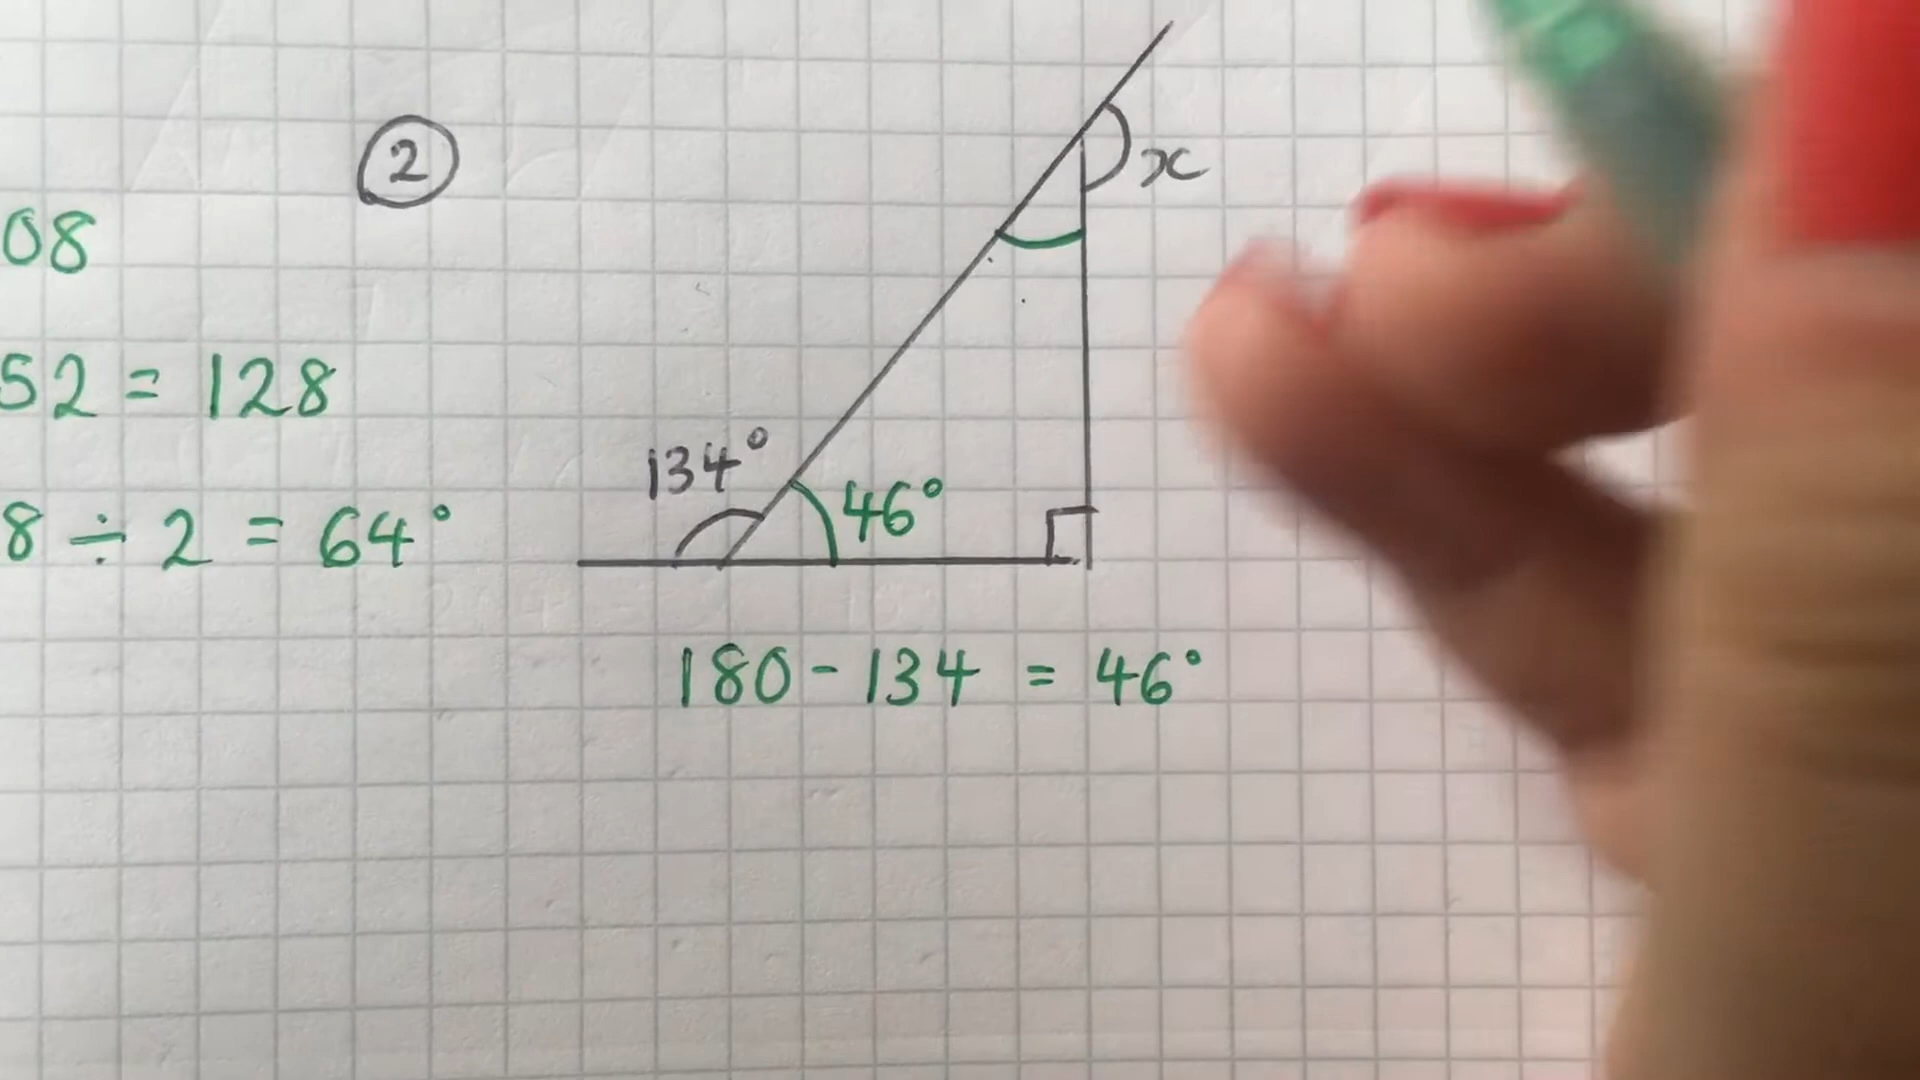 2
x
08
52 = 128
134°
46°
8 ÷ 2 = 64°
180 - 134 = 46°